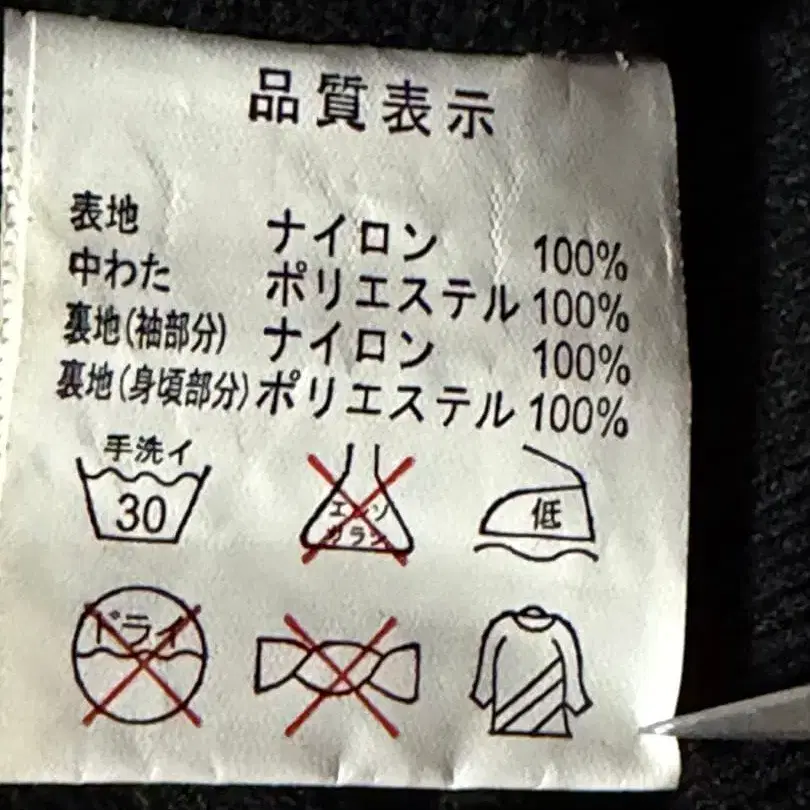 品質表示
表地 ナイロン 100%
中わた ポリエステル 100%
裏地(袖部分) ナイロン 100%
裏地(身頃部分) ポリエステル 100%
手洗イ
30
エンソ
サラシ
低
ドライ